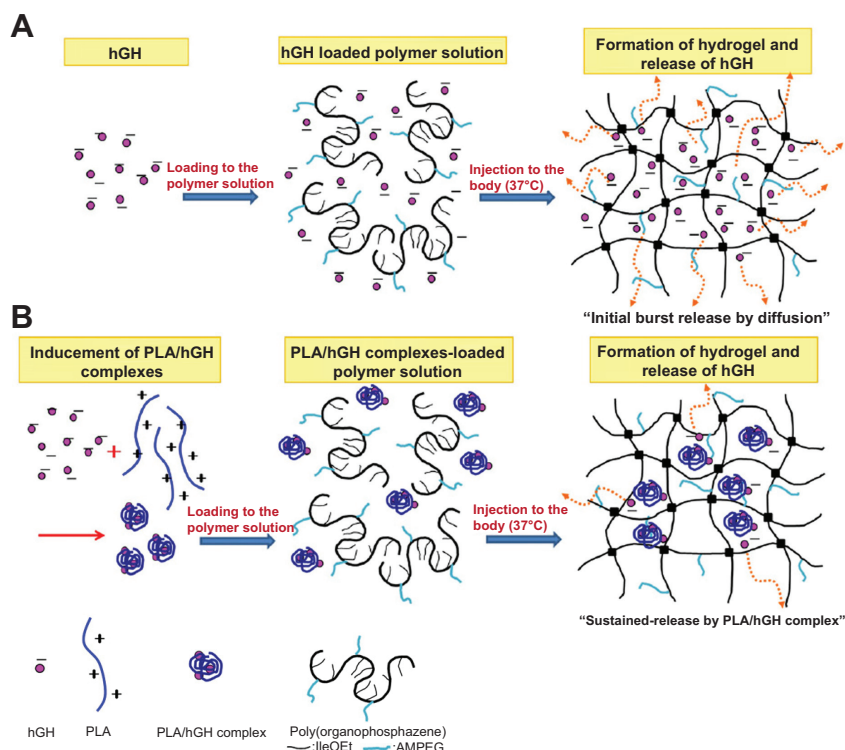 A
hGH
hGH loaded polymer solution
Formation of hydrogel and
release of hGH
Loading to the
polymer solution
Injection to the
body (37°C)
“Initial burst release by diffusion”
B
Inducement of PLA/hGH
complexes
PLA/hGH complexes-loaded
polymer solution
Formation of hydrogel and
release of hGH
Loading to the
polymer solution
Injection to the
body (37°C)
“Sustained-release by PLA/hGH complex”
hGH
PLA
PLA/hGH complex
Poly(organophosphazene)
:IleOEt
:AMPEG